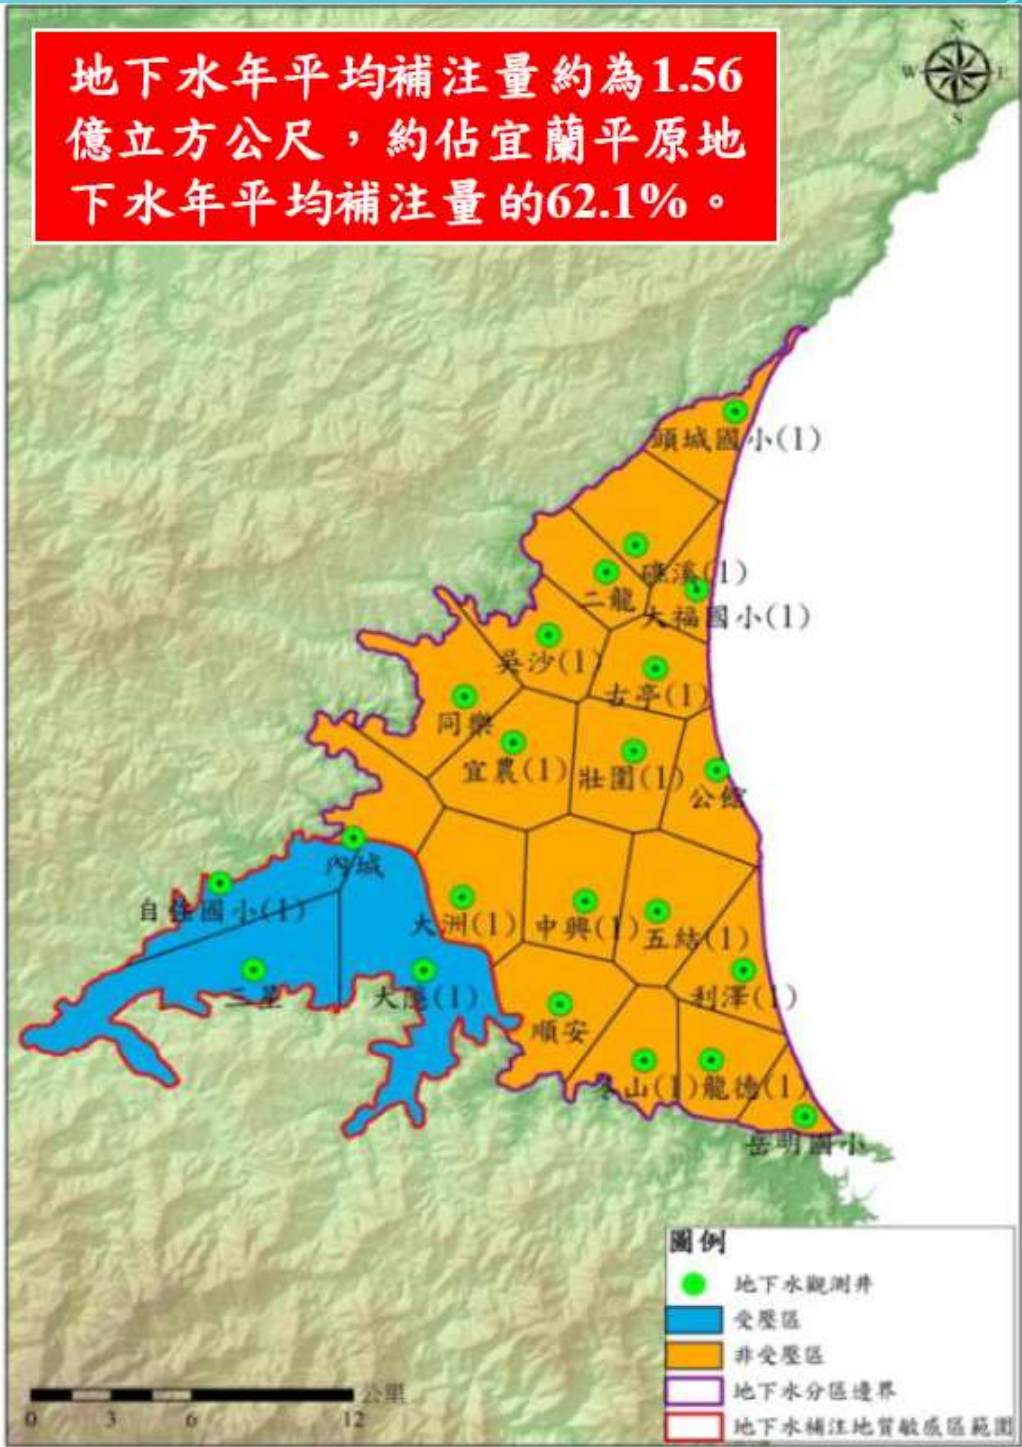 地下水年平均補注量約為1.56
億立方公尺，約佔宜蘭平原地
下水年平均補注量的62.1%。
N
W
E
S
頭城國小(1)
礁溪(1)
二龍
大福國小(1)
吳沙(1)
古亭(1)
同樂
宜農(1)
壯圍(1)
公館
內城
自強國小(1)
大洲(1)
中興(1)
五結(1)
三星
大隱(1)
利澤(1)
順安
冬山(1)
龍德(1)
岳明國小
圖例
地下水觀測井
受壓區
非受壓區
地下水分區邊界
地下水補注地質敏感區範圍
公里
0 3 6 12